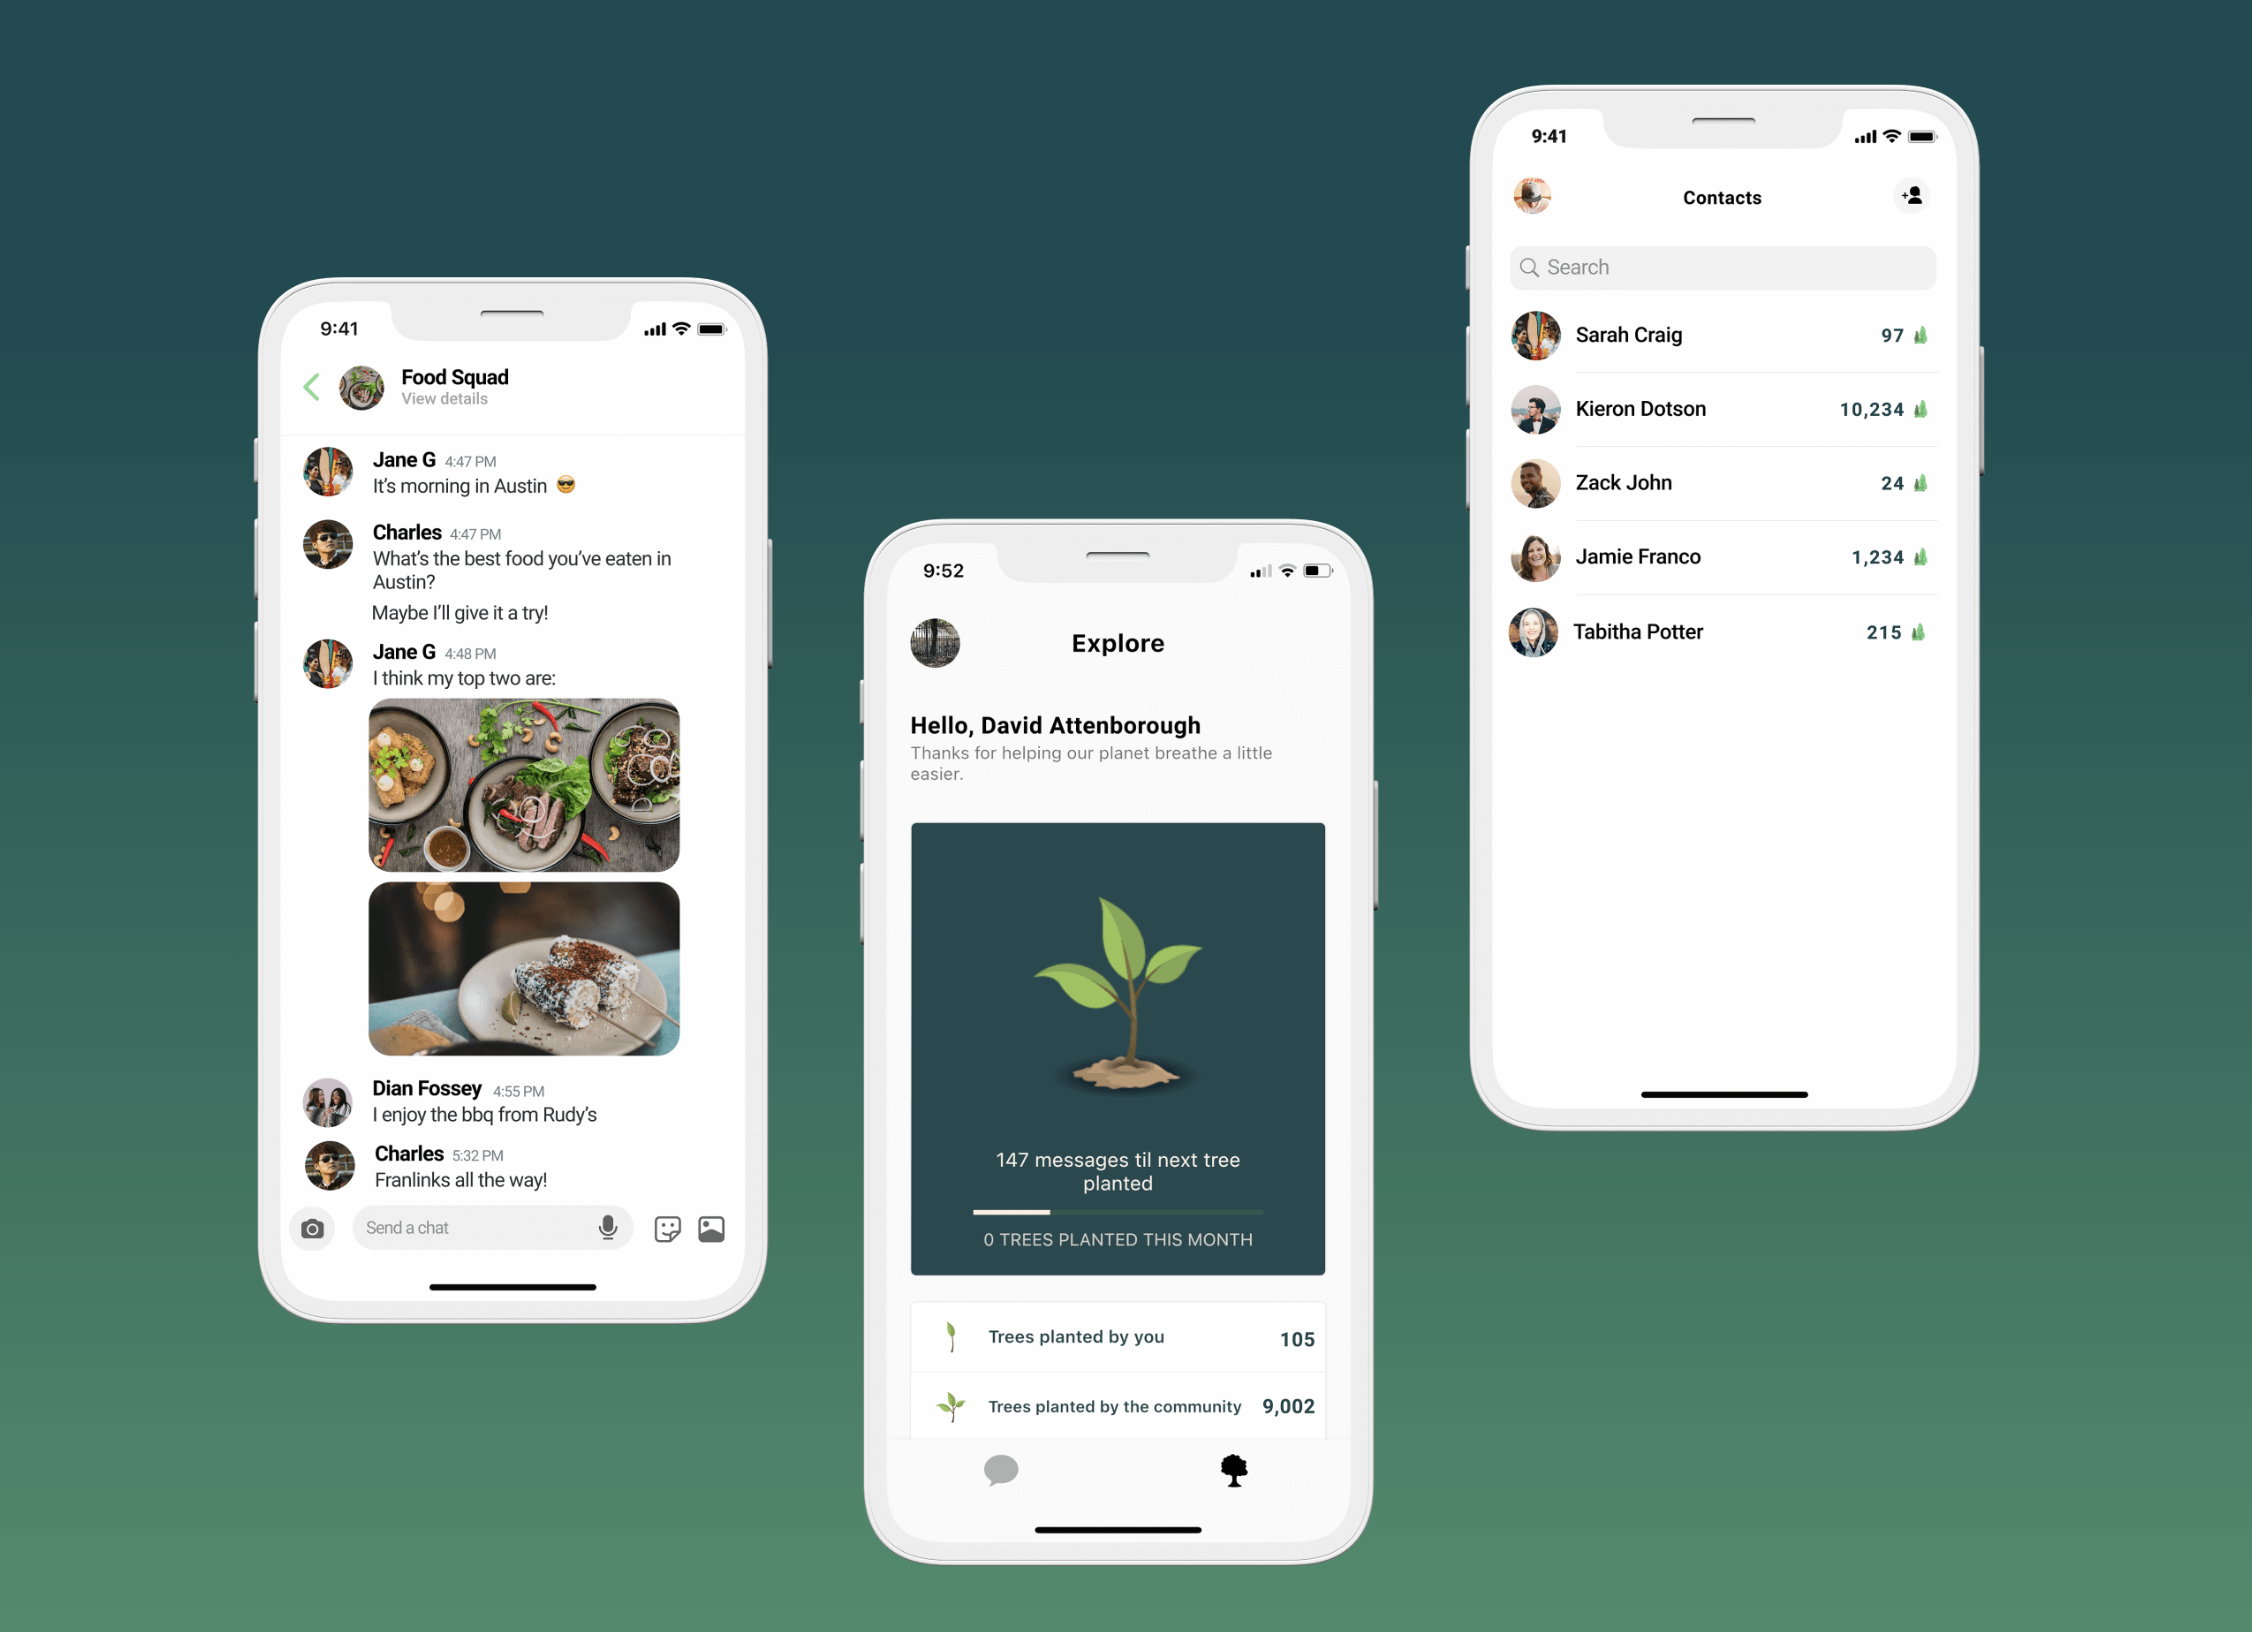 9:41
Food Squad
View details
Jane G 4:47 PM
It's morning in Austin 😎
Charles 4:47 PM
What's the best food you've eaten in
Austin?
Maybe I'll give it a try!
Jane G 4:48 PM
I think my top two are:
Dian Fossey 4:55 PM
I enjoy the bbq from Rudy's
Charles 5:32 PM
Franlinks all the way!
Send a chat
9:52
Explore
Hello, David Attenborough
Thanks for helping our planet breathe a little
easier.
147 messages til next tree
planted
0 TREES PLANTED THIS MONTH
Trees planted by you 105
Trees planted by the community 9,002
9:41
Contacts
Search
Sarah Craig 97
Kieron Dotson 10,234
Zack John 24
Jamie Franco 1,234
Tabitha Potter 215